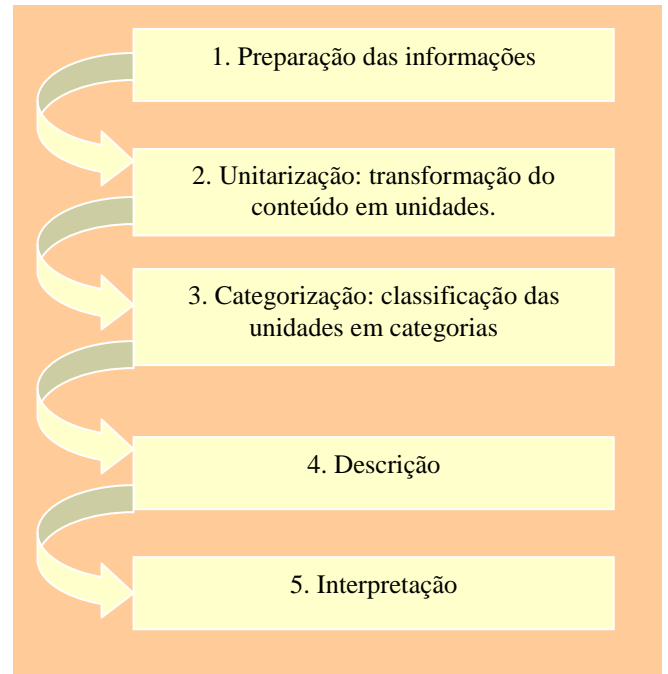 1. Preparação das informações
2. Unitarização: transformação do
conteúdo em unidades.
3. Categorização: classificação das
unidades em categorias
4. Descrição
5. Interpretação